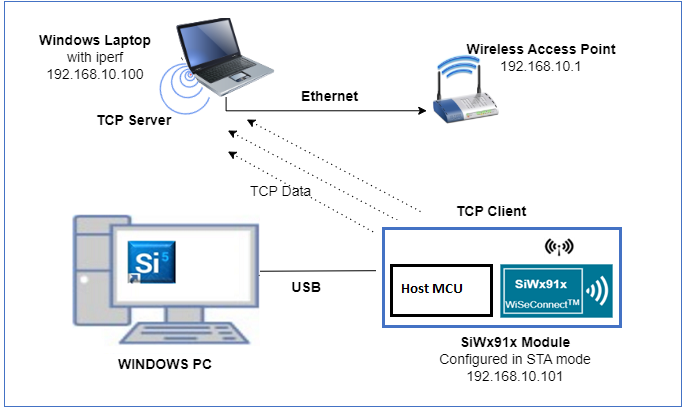 Windows Laptop
with iperf
192.168.10.100
TCP Server
Ethernet
Wireless Access Point
192.168.10.1
TCP Data
TCP Client
Si 5
USB
Host MCU
SiWx91x
WiSeConnect™
WINDOWS PC
SiWx91x Module
Configured in STA mode
192.168.10.101